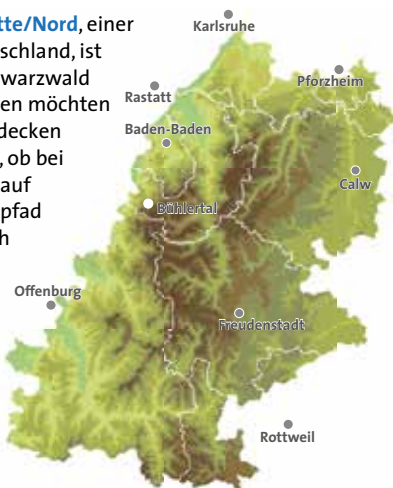 tte/Nord, einer
schland, ist
warzwald
en möchten
decken
, ob bei
auf
pfad
h
Karlsruhe
Pforzheim
Rastatt
Baden-Baden
Calw
Bühlertal
Offenburg
Freudenstadt
Rottweil